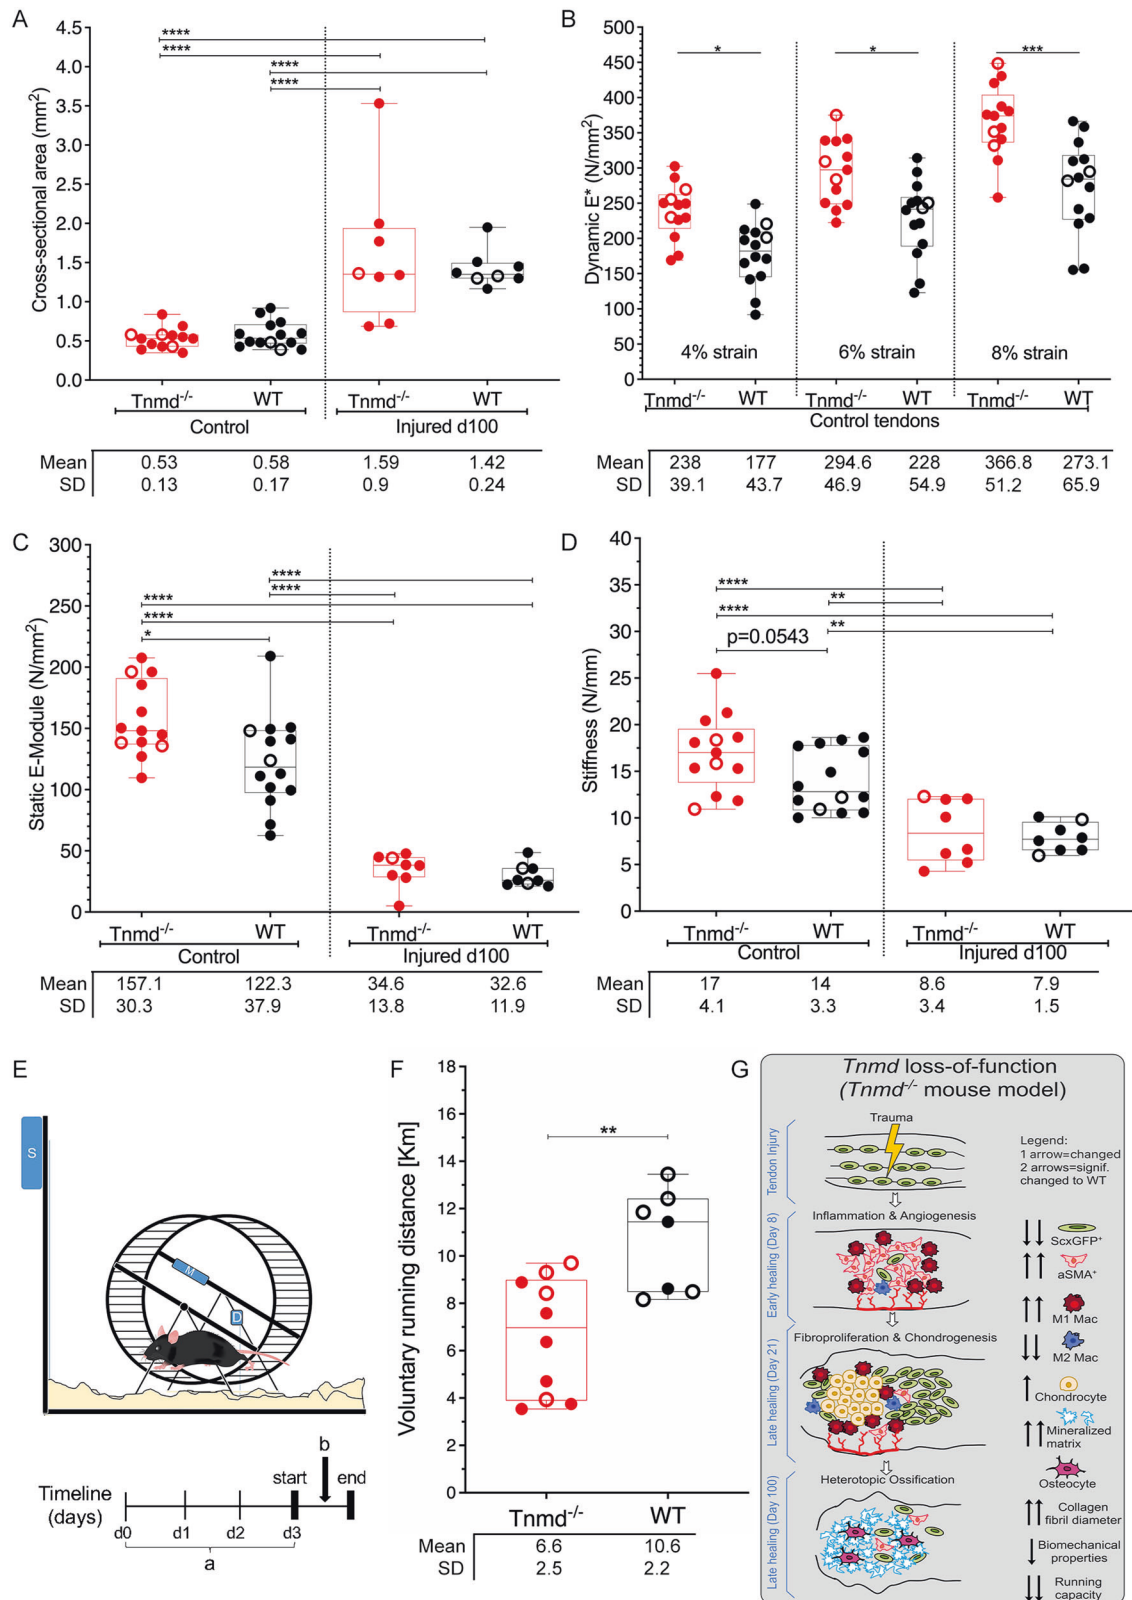 A
Cross-sectional area (mm²)
4.5
4.0
3.5
3.0
2.5
2.0
1.5
1.0
0.5
0.0
****
****
****
****
Tnmd-/- WT Tnmd-/- WT
Control Injured d100
Mean 0.53 0.58 1.59 1.42
SD 0.13 0.17 0.9 0.24
B
Dynamic E* (N/mm²)
500
450
400
350
300
250
200
150
100
50
0
* * ***
4% strain 6% strain 8% strain
Tnmd-/- WT Tnmd-/- WT Tnmd-/- WT
Control tendons
Mean 238 177 294.6 228 366.8 273.1
SD 39.1 43.7 46.9 54.9 51.2 65.9
C
Static E-Module (N/mm²)
300
250
200
150
100
50
0
****
****
****
****
*
Tnmd-/- WT Tnmd-/- WT
Control Injured d100
Mean 157.1 122.3 34.6 32.6
SD 30.3 37.9 13.8 11.9
D
Stiffness (N/mm)
40
35
30
25
20
15
10
5
0
****
**
****
**
p=0.0543
Tnmd-/- WT Tnmd-/- WT
Control Injured d100
Mean 17 14 8.6 7.9
SD 4.1 3.3 3.4 1.5
E
S
M
D
b
start end
Timeline
(days)
d0 d1 d2 d3
a
F
Voluntary running distance [Km]
18
16
14
12
10
8
6
4
2
0
**
Tnmd-/- WT
Mean 6.6 10.6
SD 2.5 2.2
G
Tnmd loss-of-function
(Tnmd-/- mouse model)
Tendon Injury
Trauma
Legend:
1 arrow=changed
2 arrows=signif.
changed to WT
Early healing (Day 8)
Inflammation & Angiogenesis
Late healing (Day 21)
Fibroproliferation & Chondrogenesis
Late healing (Day 100)
Heterotopic Ossification
ScxGFP+
aSMA+
M1 Mac
M2 Mac
Chondrocyte
Mineralized
matrix
Osteocyte
Collagen
fibril diameter
Biomechanical
properties
Running
capacity